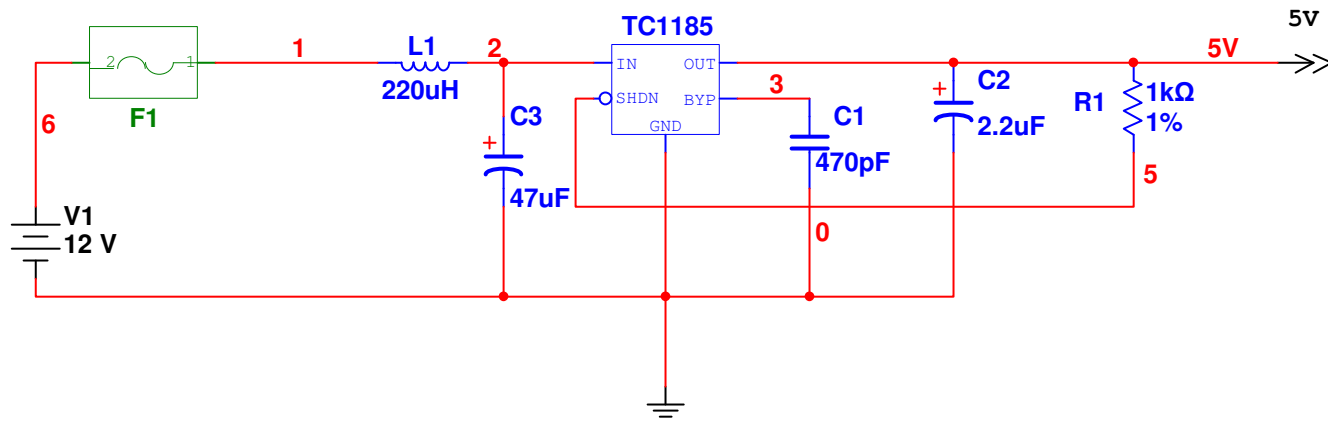 5V
TC1185
1
L1
2
5V
2
1
IN
OUT
C2
220uH
3
1kΩ
SHDN
BYP
R1
F1
C3
C1
2.2uF
1%
6
GND
+
+
470pF
5
47uF
V1
0
12 V